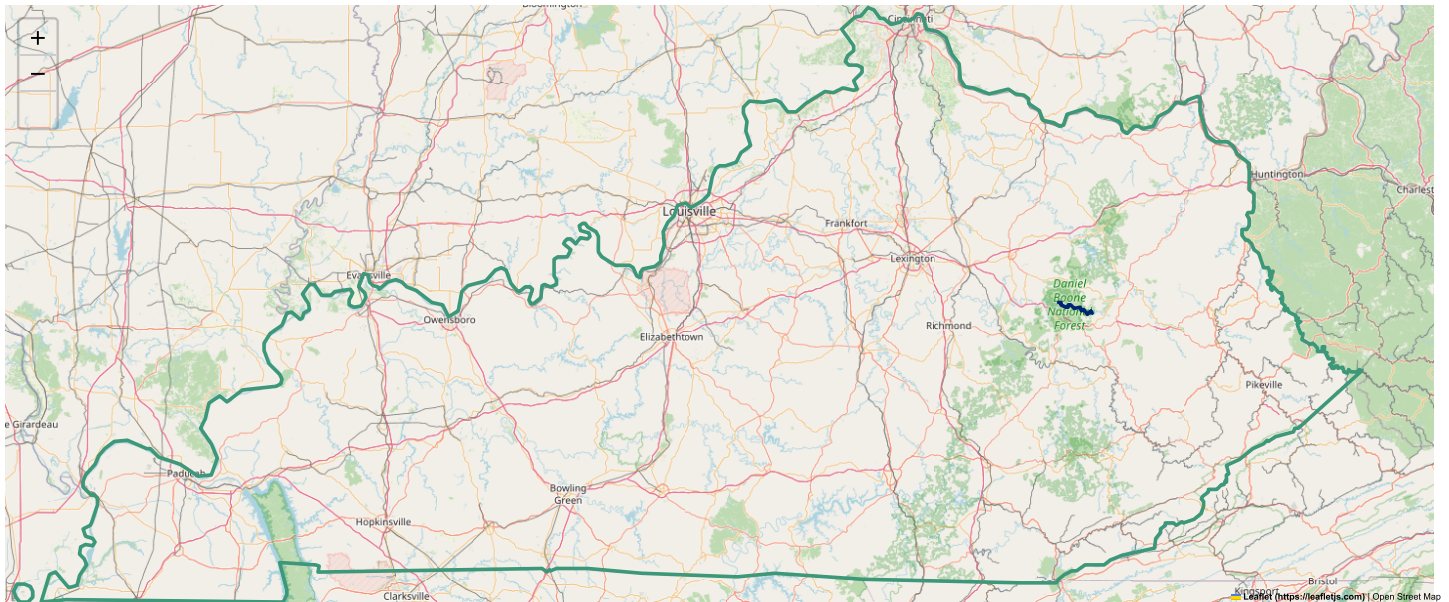 +
−
Bloomington
Cincinnati
Huntington
Charlest
Louisville
Frankfort
Lexington
Evansville
Owensboro
Daniel
Boone
National
Forest
Richmond
Elizabethtown
Pikeville
e Girardeau
Paducah
Bowling
Green
Hopkinsville
Clarksville
Bristol
Kingsport
Leaflet (https://leafletjs.com) | Open Street Map